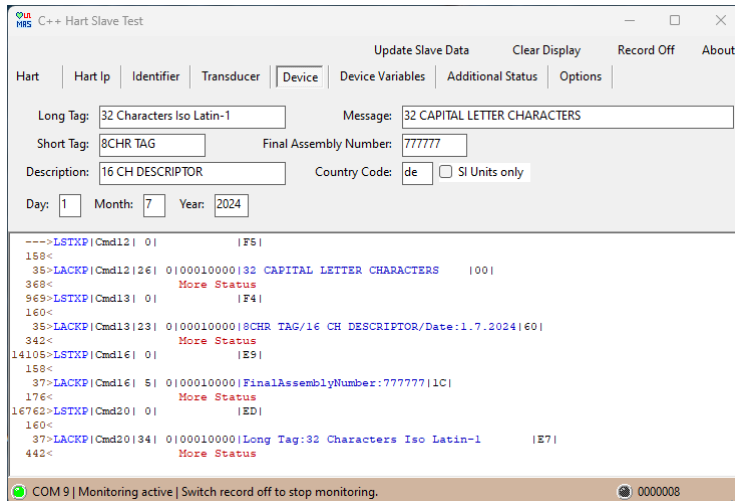 MRS C++ Hart Slave Test
Update Slave Data Clear Display Record Off About
Hart Hart Ip Identifier Transducer Device Device Variables Additional Status Options
Long Tag: 32 Characters Iso Latin-1 Message: 32 CAPITAL LETTER CHARACTERS
Short Tag: 8CHR TAG Final Assembly Number: 777777
Description: 16 CH DESCRIPTOR Country Code: de SI Units only
Day: 1 Month: 7 Year: 2024
--->LSTXP|Cmd12| 0| |F5|
158<
35>LACKP|Cmd12|26| 0|00010000|32 CAPITAL LETTER CHARACTERS |00|
368< More Status
969>LSTXP|Cmd13| 0| |F4|
160<
35>LACKP|Cmd13|23| 0|00010000|8CHR TAG/16 CH DESCRIPTOR/Date:1.7.2024|60|
342< More Status
14105>LSTXP|Cmd16| 0| |E9|
158<
37>LACKP|Cmd16| 5| 0|00010000|FinalAssemblyNumber:777777|1C|
176< More Status
16762>LSTXP|Cmd20| 0| |ED|
160<
37>LACKP|Cmd20|34| 0|00010000|Long Tag:32 Characters Iso Latin-1 |E7|
442< More Status
COM 9 | Monitoring active | Switch record off to stop monitoring. 0000008